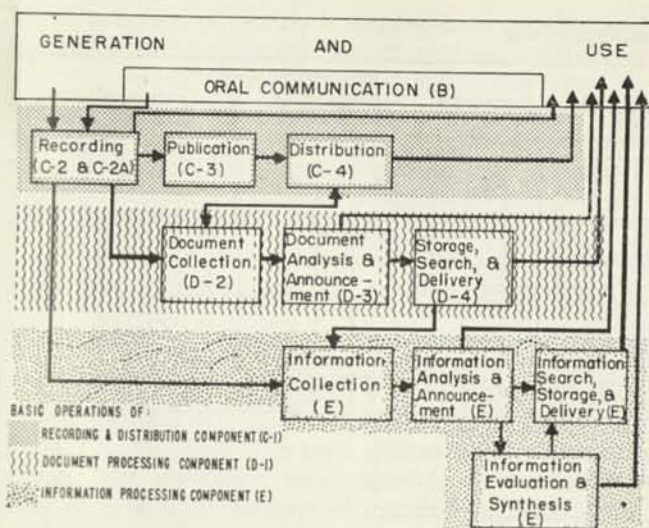 GENERATION AND USE
ORAL COMMUNICATION (B)
Recording
(C-2 & C-2A)
Publication
(C-3)
Distribution
(C-4)
Document
Collection
(D-2)
Document
Analysis &
Announce-
ment (D-3)
Storage,
Search, &
Delivery
(D-4)
Information
Collection
(E)
Information
Analysis &
Announce-
ment (E)
Information
Search,
Storage, &
Delivery (E)
Information
Evaluation &
Synthesis
(E)
BASIC OPERATIONS OF:
RECORDING & DISTRIBUTION COMPONENT (C-1)
DOCUMENT PROCESSING COMPONENT (D-1)
INFORMATION PROCESSING COMPONENT (E)